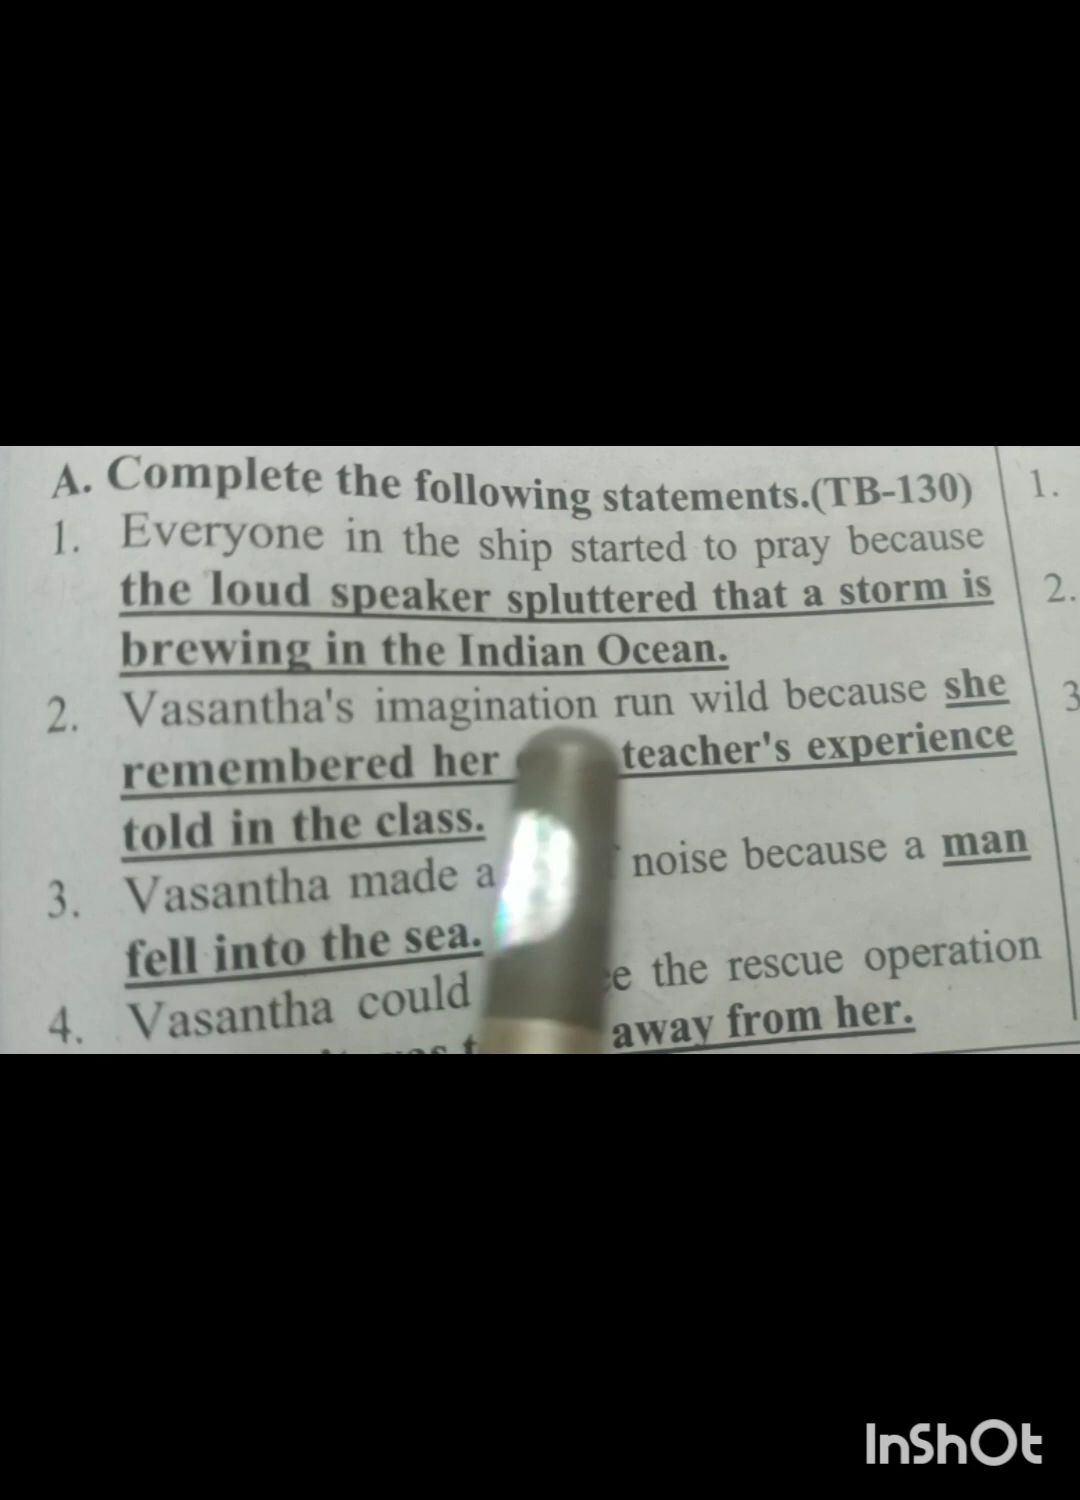 A. Complete the following statements.(TB-130)
1.
1. Everyone in the ship started to pray because
the loud speaker spluttered that a storm is
2.
brewing in the Indian Ocean.
2. Vasantha's imagination run wild because she
3
remembered her teacher's experience
told in the class.
3. Vasantha made a noise because a man
fell into the sea.
4. Vasantha could the rescue operation
away from her.
InShOt